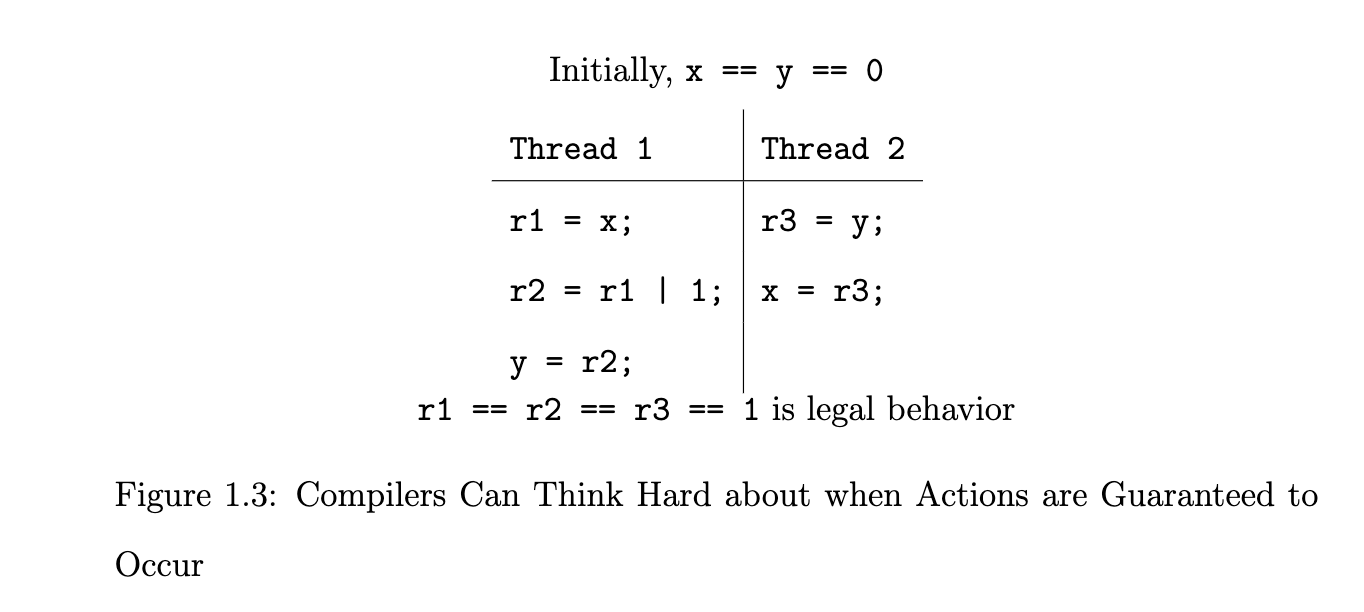 Initially, x == y == 0
Thread 1 Thread 2
r1 = x; r3 = y;
r2 = r1 | 1; x = r3;
y = r2;
r1 == r2 == r3 == 1 is legal behavior
Figure 1.3: Compilers Can Think Hard about when Actions are Guaranteed to
Occur